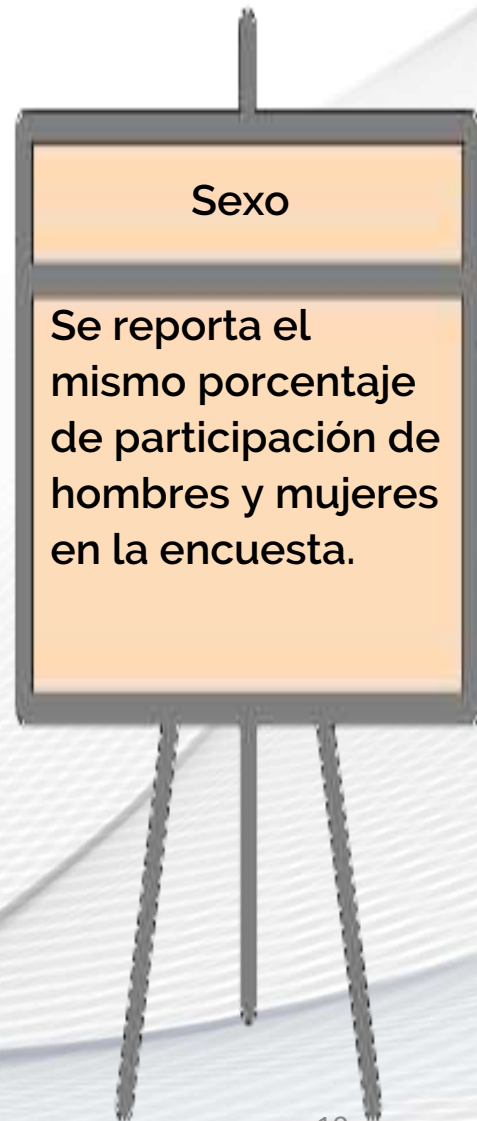 Sexo
Se reporta el
mismo porcentaje
de participación de
hombres y mujeres
en la encuesta.